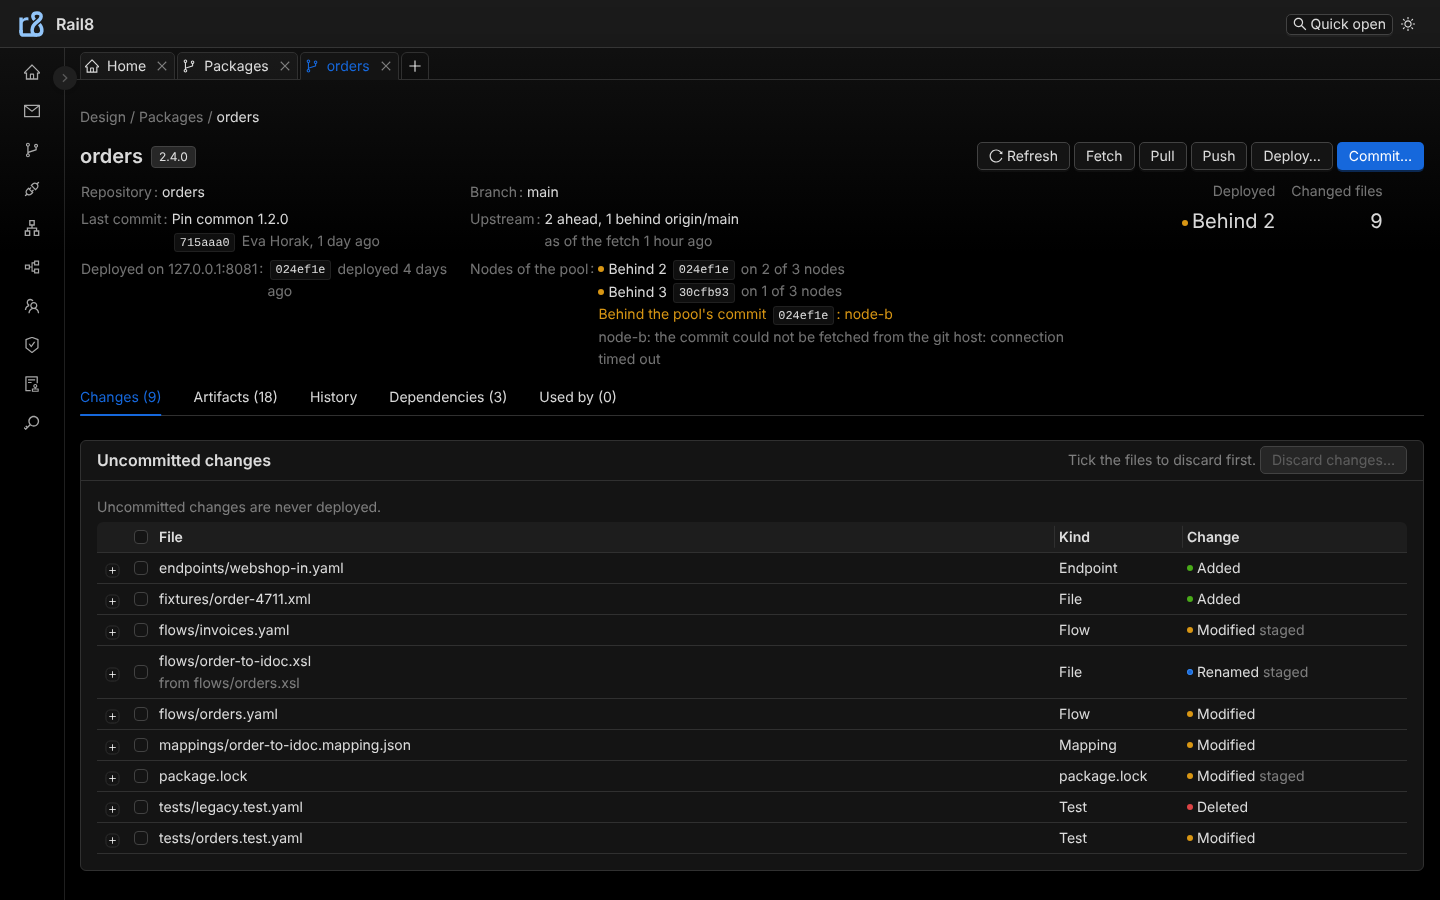 Rail8
Quick open
Home
Packages
orders
Design / Packages / orders
orders 2.4.0
Refresh
Fetch
Pull
Push
Deploy...
Commit...
Repository: orders
Branch: main
Deployed
Changed files
Behind 2
9
Last commit: Pin common 1.2.0
715aaa0 Eva Horak, 1 day ago
Upstream: 2 ahead, 1 behind origin/main
as of the fetch 1 hour ago
Deployed on 127.0.0.1:8081: 024ef1e deployed 4 days
ago
Nodes of the pool: Behind 2 024ef1e on 2 of 3 nodes
Behind 3 30cfb93 on 1 of 3 nodes
Behind the pool's commit 024ef1e : node-b
node-b: the commit could not be fetched from the git host: connection
timed out
Changes (9)
Artifacts (18)
History
Dependencies (3)
Used by (0)
Uncommitted changes
Tick the files to discard first.
Discard changes...
Uncommitted changes are never deployed.
File Kind Change
endpoints/webshop-in.yaml Endpoint Added
fixtures/order-4711.xml File Added
flows/invoices.yaml Flow Modified staged
flows/order-to-idoc.xsl File Renamed staged
from flows/orders.xsl
flows/orders.yaml Flow Modified
mappings/order-to-idoc.mapping.json Mapping Modified
package.lock package.lock Modified staged
tests/legacy.test.yaml Test Deleted
tests/orders.test.yaml Test Modified